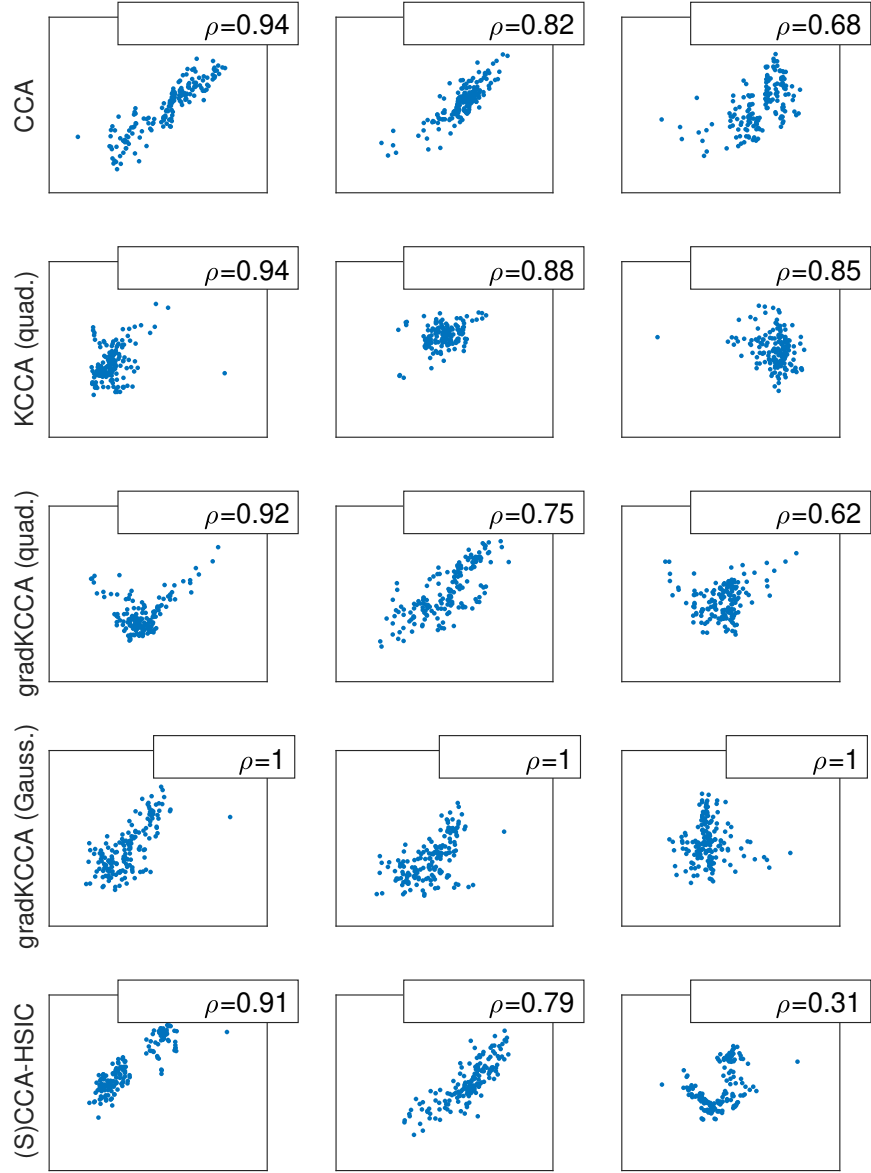 CCA
ρ=0.94
ρ=0.82
ρ=0.68
KCCA (quad.)
ρ=0.94
ρ=0.88
ρ=0.85
gradKCCA (quad.)
ρ=0.92
ρ=0.75
ρ=0.62
gradKCCA (Gauss.)
ρ=1
ρ=1
ρ=1
(S)CCA-HSIC
ρ=0.91
ρ=0.79
ρ=0.31